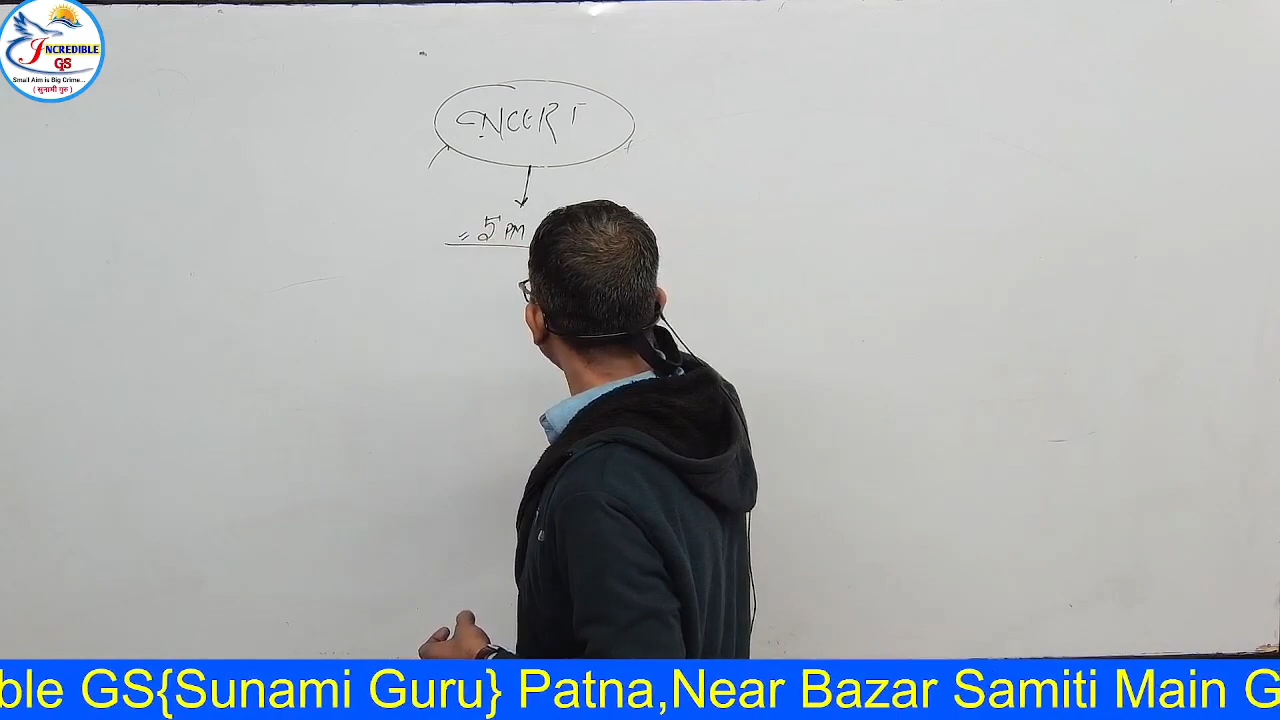 INCREDIBLE
GS
Small Aim is Big Crime...
( सुनामी गुरु )
NCERT
= 5 PM
ble GS{Sunami Guru} Patna,Near Bazar Samiti Main G